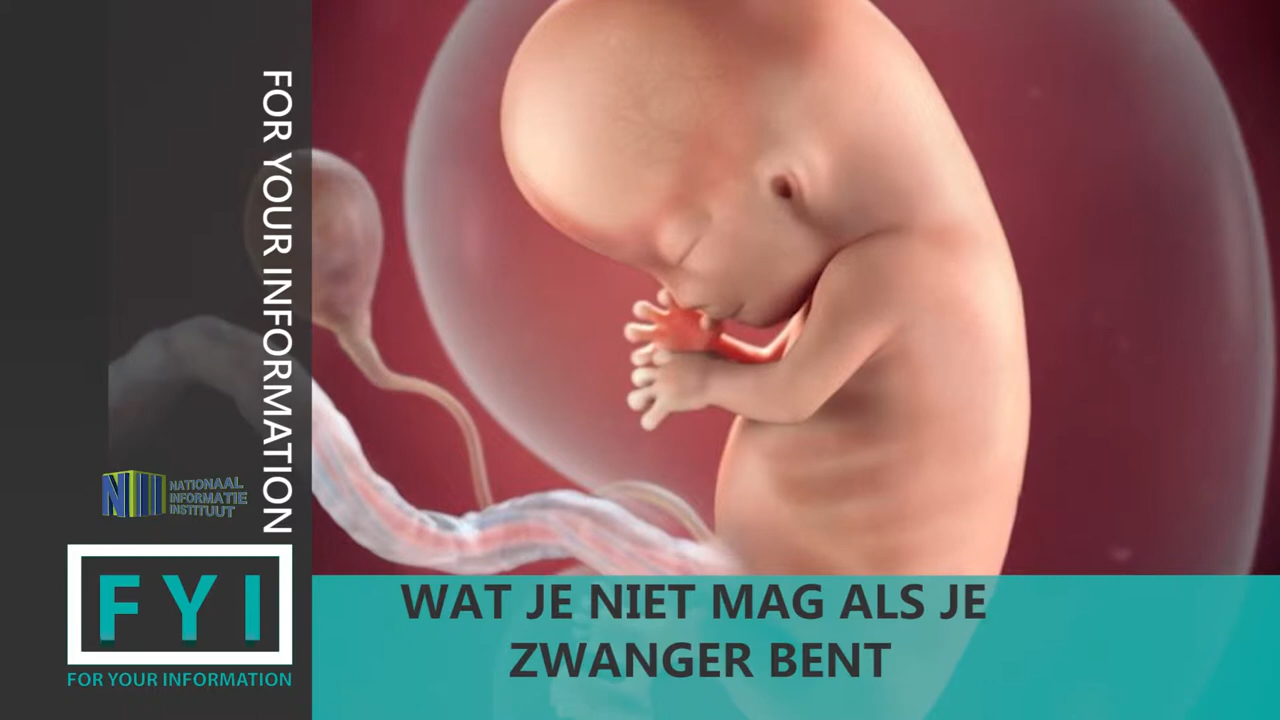 FOR YOUR INFORMATION
NATIONAAL
INFORMATIE
INSTITUUT
FYI
FOR YOUR INFORMATION
WAT JE NIET MAG ALS JE
ZWANGER BENT